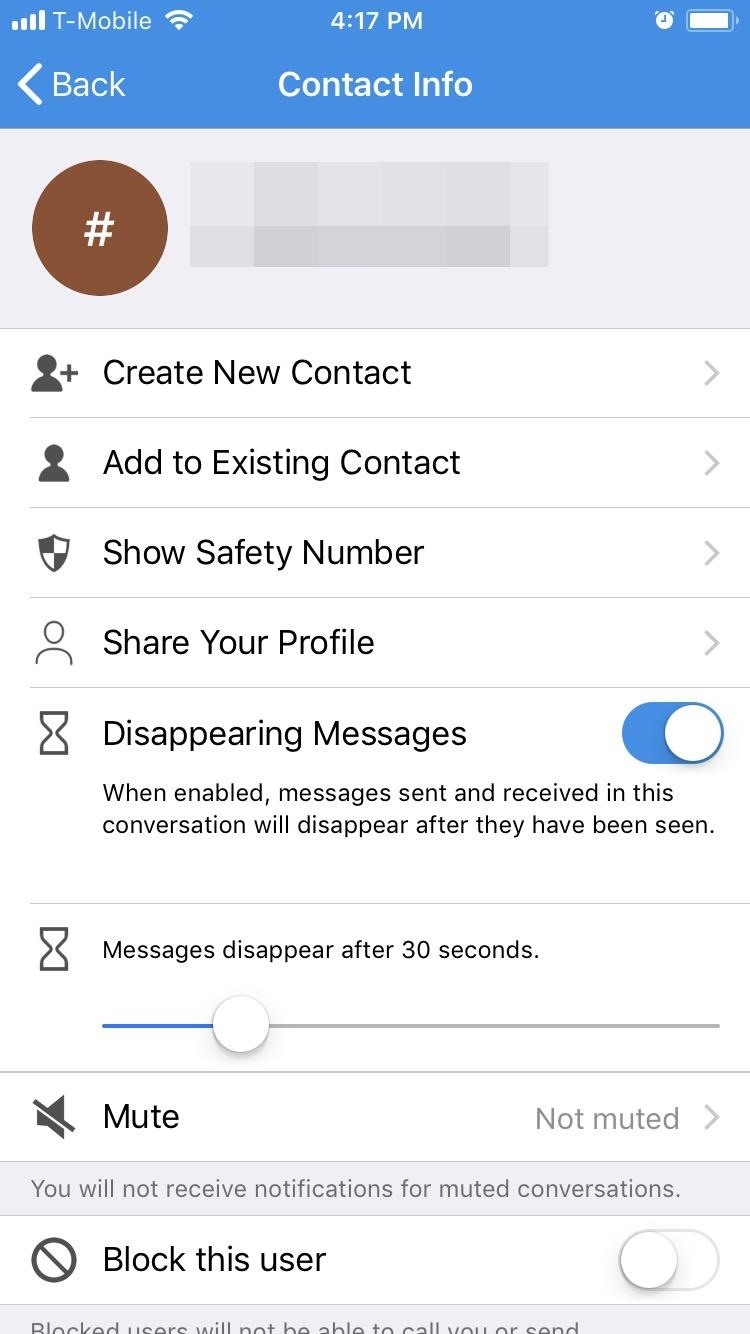 T-Mobile 4:17 PM
Back Contact Info
#
Create New Contact
Add to Existing Contact
Show Safety Number
Share Your Profile
Disappearing Messages
When enabled, messages sent and received in this
conversation will disappear after they have been seen.
Messages disappear after 30 seconds.
Mute Not muted
You will not receive notifications for muted conversations.
Block this user
Blocked users will not be able to call you or send